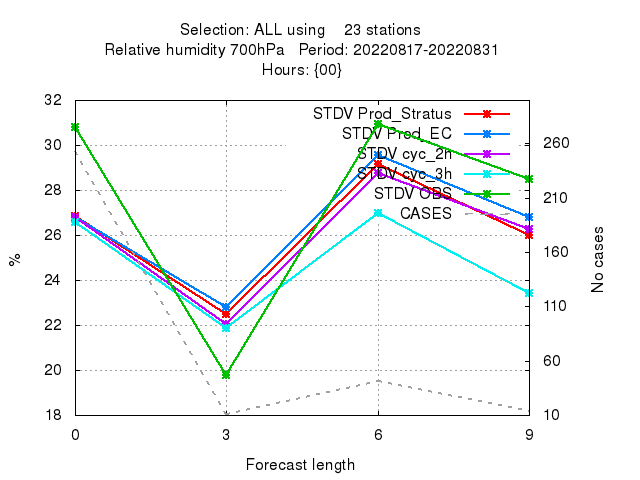 Selection: ALL using 23 stations
Relative humidity 700hPa Period: 20220817-20220831
Hours: {00}
32
30
28
26
24
22
20
18
%
STDV Prod_Stratus
STDV Prod_EC
STDV cyc_2h
STDV cyc_3h
STDV OBS
CASES
260
210
160
110
60
10
No cases
0 3 6 9
Forecast length